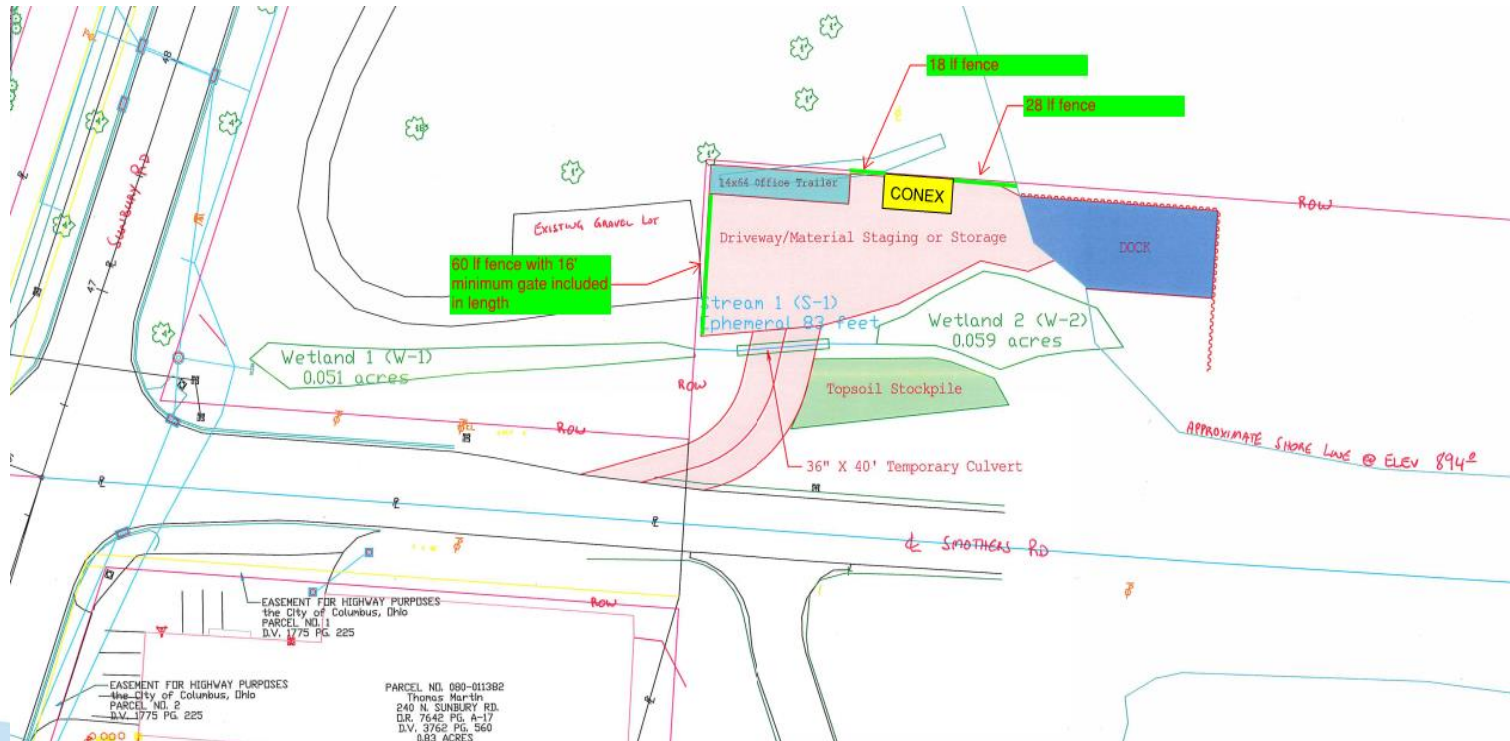 18 lf fence
28 lf fence
48
SUNBURY RD
47
14x64 Office Trailer
CONEX
ROW
EXISTING GRAVEL LOT
Driveway/Material Staging or Storage
DOCK
60 lf fence with 16'
minimum gate included
in length
Stream 1 (S-1)
Ephemeral 83 feet
Wetland 1 (W-1)
0.051 acres
Wetland 2 (W-2)
0.059 acres
ROW
Topsoil Stockpile
ROW
APPROXIMATE SHORE LINE @ ELEV 894±
36" X 40' Temporary Culvert
SMOTHERS RD
EASEMENT FOR HIGHWAY PURPOSES
the City of Columbus, Ohio
PARCEL NO. 1
D.V. 1775 PG. 225
ROW
EASEMENT FOR HIGHWAY PURPOSES
the City of Columbus, Ohio
PARCEL NO. 2
D.V. 1775 PG. 225
PARCEL NO. 080-011382
Thomas Martin
240 N. SUNBURY RD.
D.R. 7642 PG. A-17
D.V. 3762 PG. 560
0.83 ACRES